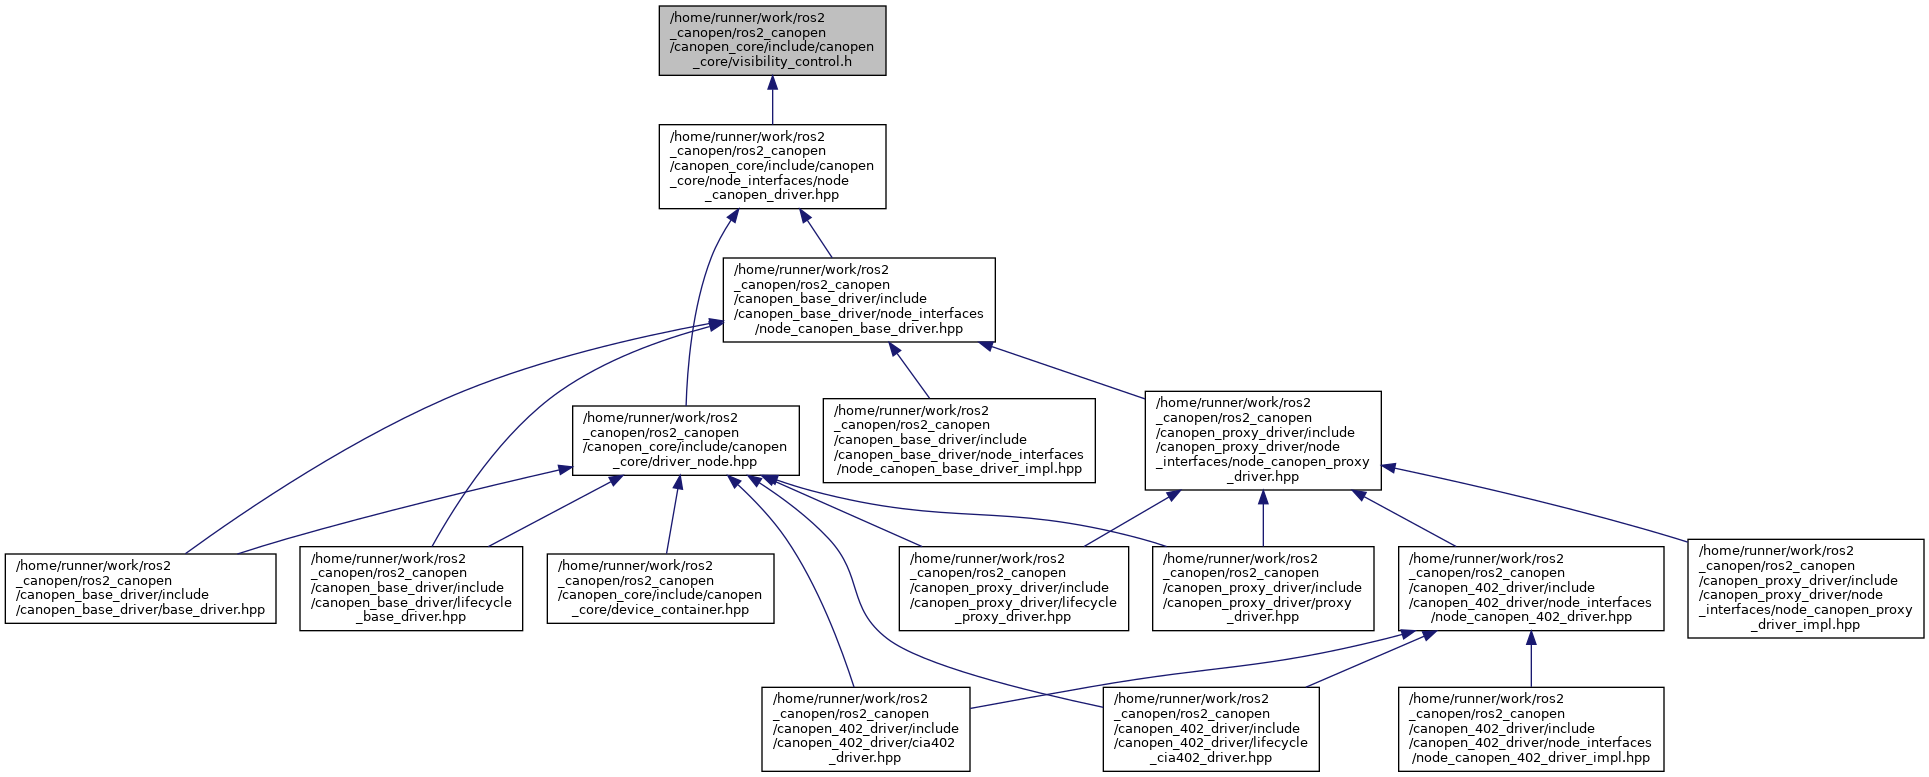 /home/runner/work/ros2
_canopen/ros2_canopen
/canopen_core/include/canopen
_core/visibility_control.h
/home/runner/work/ros2
_canopen/ros2_canopen
/canopen_core/include/canopen
_core/node_interfaces/node
_canopen_driver.hpp
/home/runner/work/ros2
_canopen/ros2_canopen
/canopen_base_driver/include
/canopen_base_driver/node_interfaces
/node_canopen_base_driver.hpp
/home/runner/work/ros2
_canopen/ros2_canopen
/canopen_core/include/canopen
_core/driver_node.hpp
/home/runner/work/ros2
_canopen/ros2_canopen
/canopen_base_driver/include
/canopen_base_driver/node_interfaces
/node_canopen_base_driver_impl.hpp
/home/runner/work/ros2
_canopen/ros2_canopen
/canopen_proxy_driver/include
/canopen_proxy_driver/node
_interfaces/node_canopen_proxy
_driver.hpp
/home/runner/work/ros2
_canopen/ros2_canopen
/canopen_base_driver/include
/canopen_base_driver/base_driver.hpp
/home/runner/work/ros2
_canopen/ros2_canopen
/canopen_base_driver/include
/canopen_base_driver/lifecycle
_base_driver.hpp
/home/runner/work/ros2
_canopen/ros2_canopen
/canopen_core/include/canopen
_core/device_container.hpp
/home/runner/work/ros2
_canopen/ros2_canopen
/canopen_proxy_driver/include
/canopen_proxy_driver/lifecycle
_proxy_driver.hpp
/home/runner/work/ros2
_canopen/ros2_canopen
/canopen_proxy_driver/include
/canopen_proxy_driver/proxy
_driver.hpp
/home/runner/work/ros2
_canopen/ros2_canopen
/canopen_402_driver/include
/canopen_402_driver/node_interfaces
/node_canopen_402_driver.hpp
/home/runner/work/ros2
_canopen/ros2_canopen
/canopen_proxy_driver/include
/canopen_proxy_driver/node
_interfaces/node_canopen_proxy
_driver_impl.hpp
/home/runner/work/ros2
_canopen/ros2_canopen
/canopen_402_driver/include
/canopen_402_driver/cia402
_driver.hpp
/home/runner/work/ros2
_canopen/ros2_canopen
/canopen_402_driver/include
/canopen_402_driver/lifecycle
_cia402_driver.hpp
/home/runner/work/ros2
_canopen/ros2_canopen
/canopen_402_driver/include
/canopen_402_driver/node_interfaces
/node_canopen_402_driver_impl.hpp